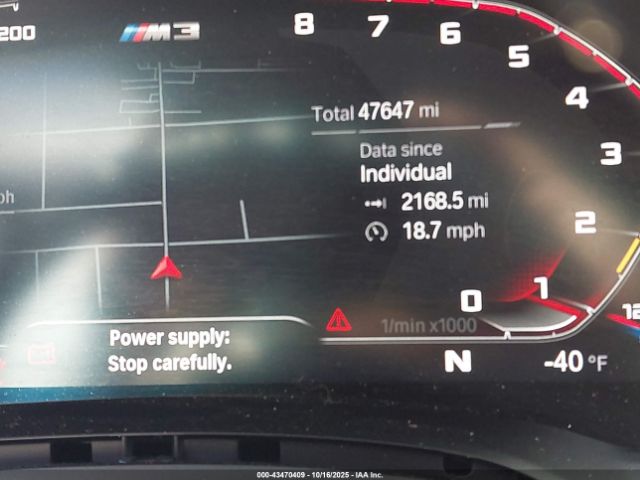 200
M3
8
7
6
5
4
3
2
1
0
Total 47647 mi
Data since
Individual
2168.5 mi
18.7 mph
1/min x1000
Power supply:
Stop carefully.
N
-40 °F
000-43470409 - 10/16/2025 - IAA Inc.